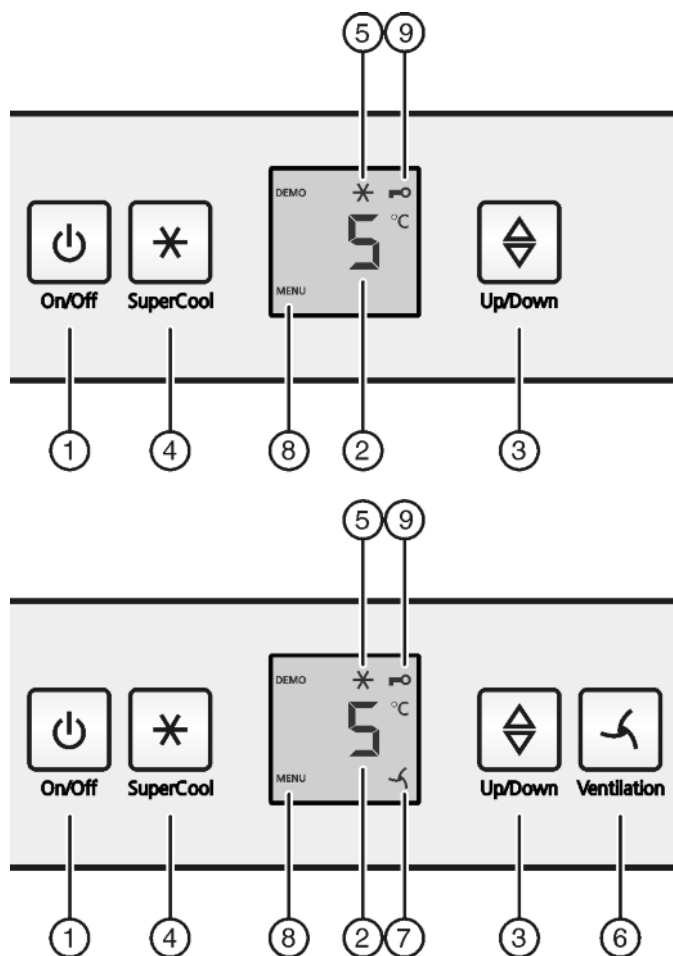 5 9
DEMO
5 °C
MENU
On/Off SuperCool Up/Down
1 4 8 2 3
5 9
DEMO
5 °C
MENU
On/Off SuperCool Up/Down Ventilation
1 4 8 2 7 3 6